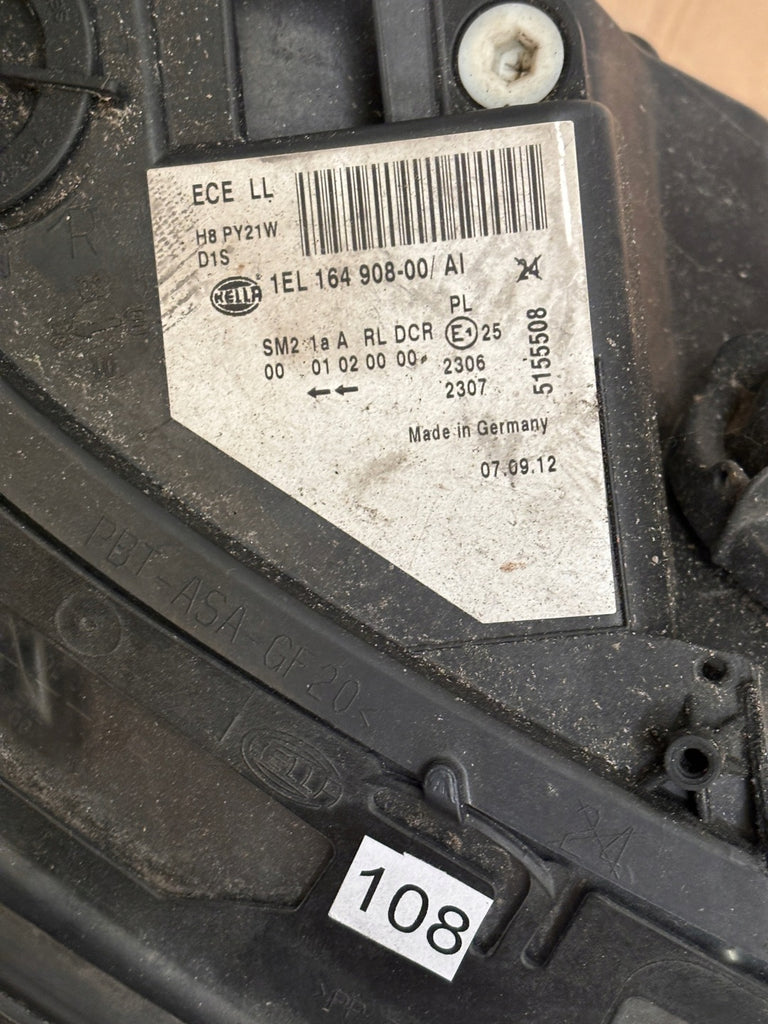 ECE LL
H8 PY21W
D1S
HELLA ® 1EL 164 908-00/ AI 24
PL
SM2 1a A RL DCR E1 25
00 01 02 00 00 2306
←← 2307
5155508
Made in Germany
07.09.12
PBT-ASA-GF20<
HELLA
24
108
>PP